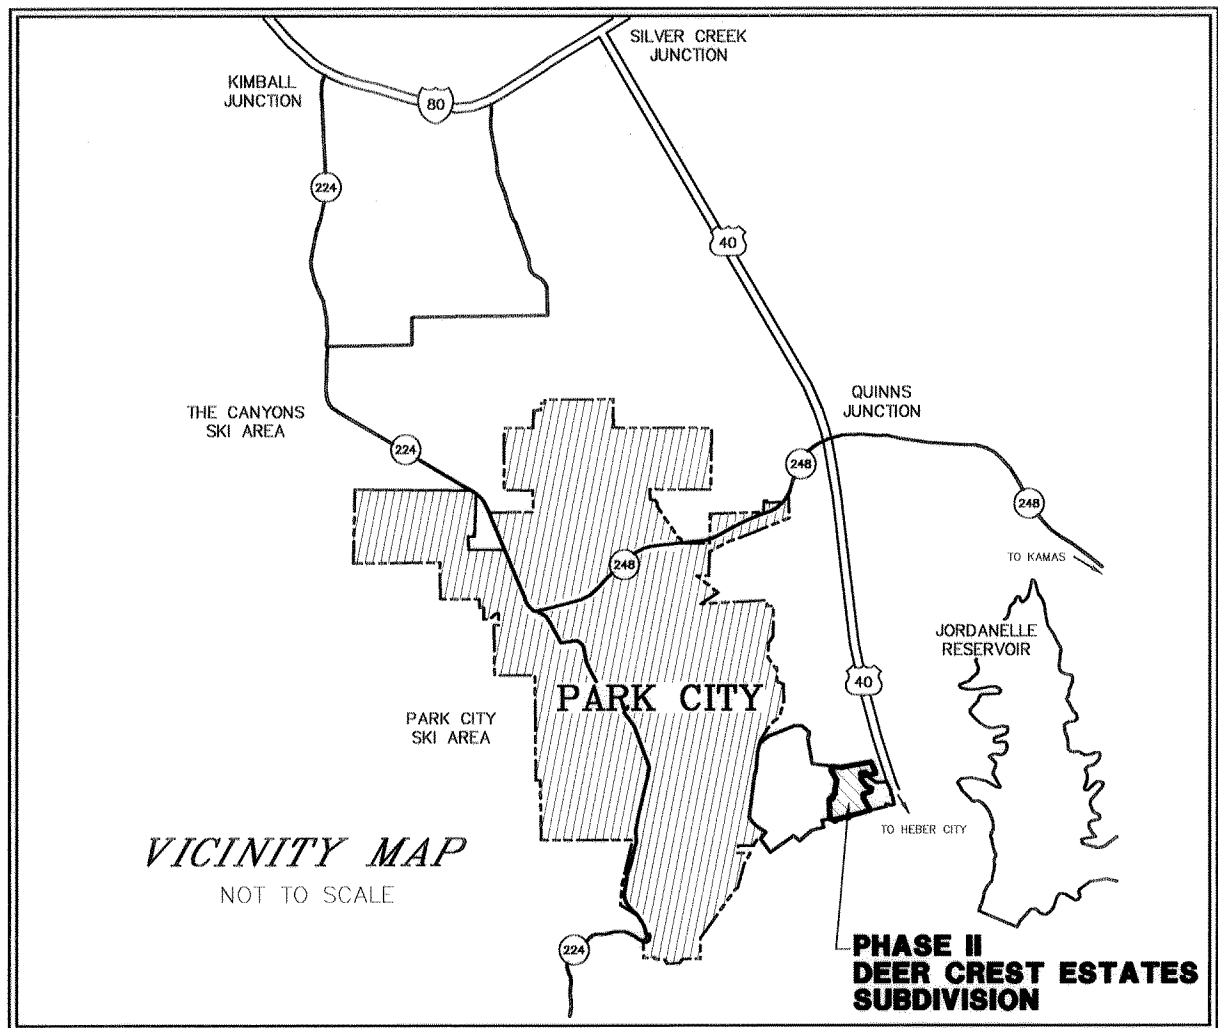 SILVER CREEK
JUNCTION
KIMBALL
JUNCTION
80
224
40
QUINNS
JUNCTION
THE CANYONS
SKI AREA
224
248
248
TO KAMAS
248
JORDANELLE
RESERVOIR
40
PARK CITY
PARK CITY
SKI AREA
TO HEBER CITY
VICINITY MAP
NOT TO SCALE
224
PHASE II
DEER CREST ESTATES
SUBDIVISION